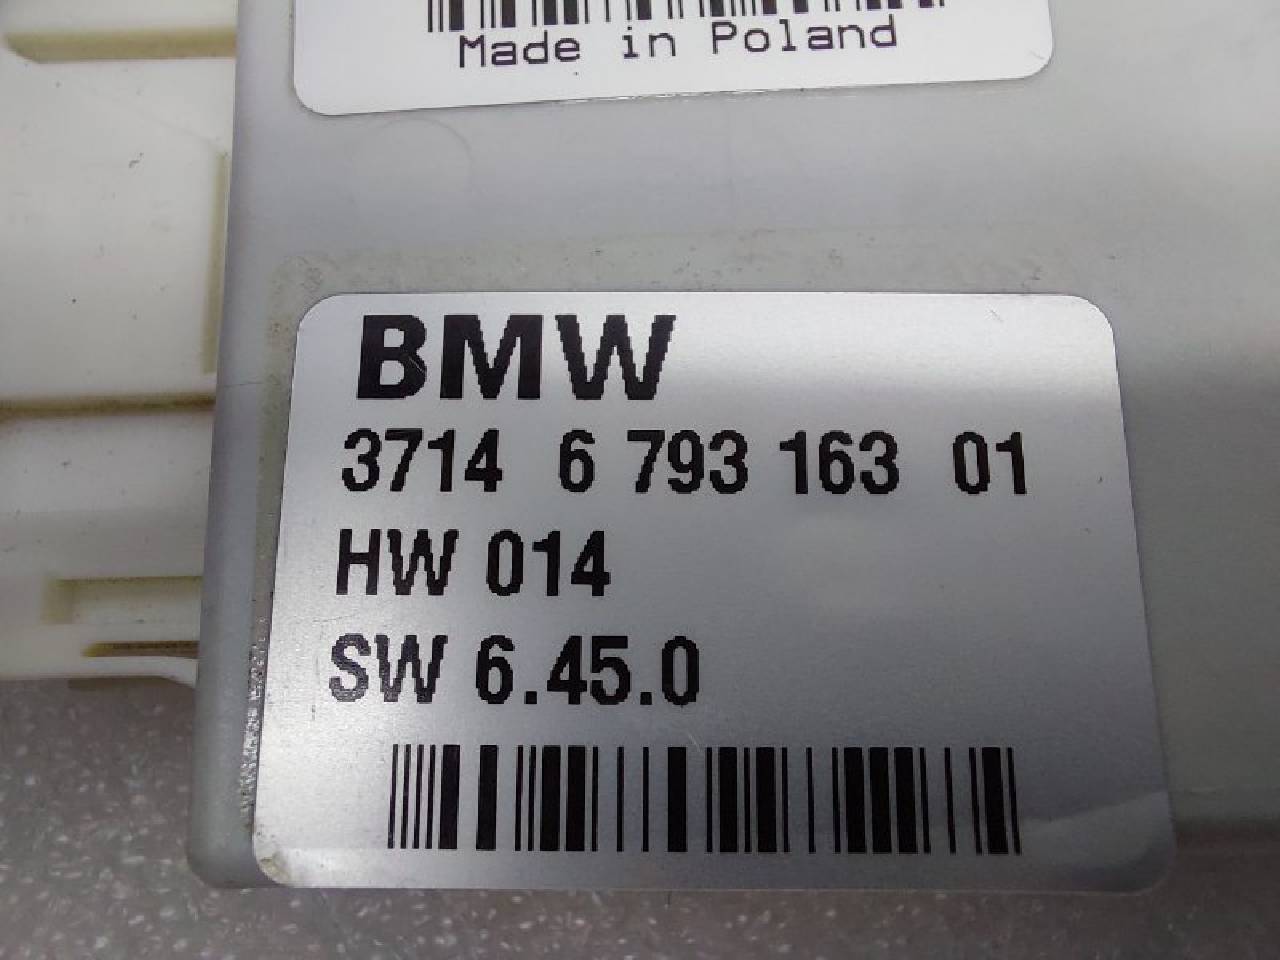 Made in Poland
BMW
3714 6 793 163 01
HW 014
SW 6.45.0